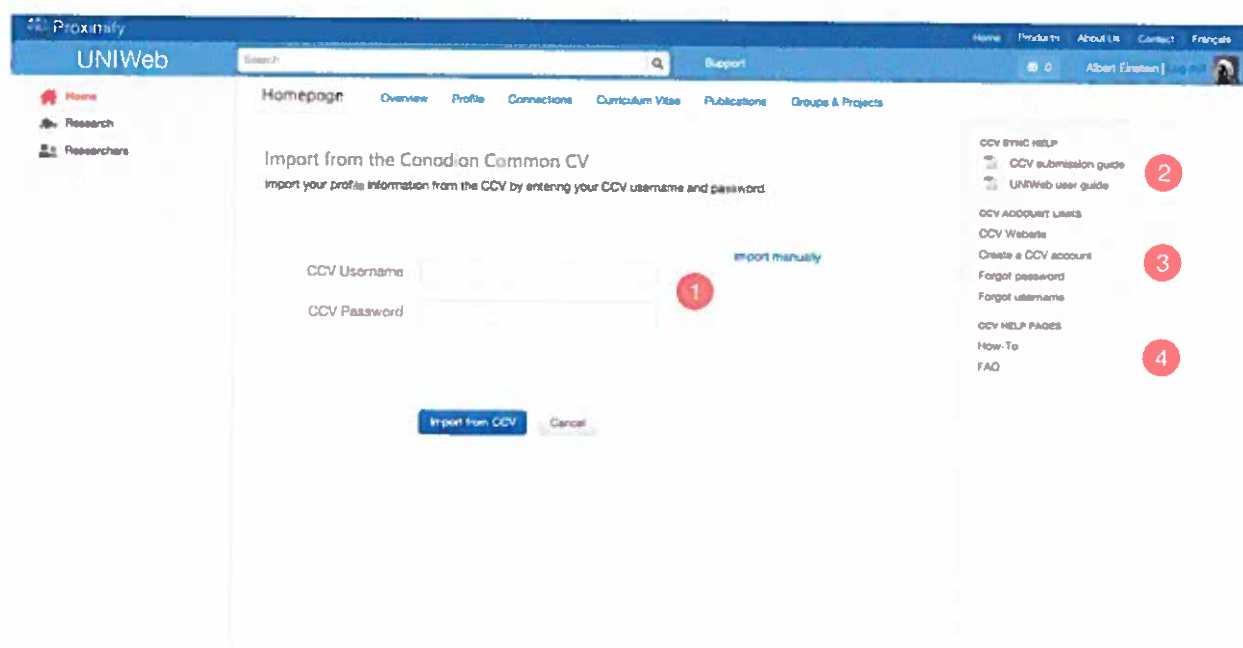 Proximify
Home Products About Us Contact Français
UNIWeb
Search
Support
0
Albert Einstein | Log out
Home
Research
Researchers
Homepage Overview Profile Connections Curriculum Vitae Publications Groups & Projects
Import from the Canadian Common CV
Import your profile information from the CCV by entering your CCV username and password.
Import manually
CCV Username
1
CCV Password
Import from CCV
Cancel
CCV SYNC HELP
CCV submission guide
2
UNIWeb user guide
CCV ACCOUNT LINKS
CCV Website
Create a CCV account
3
Forgot password
Forgot username
CCV HELP PAGES
How-To
4
FAQ